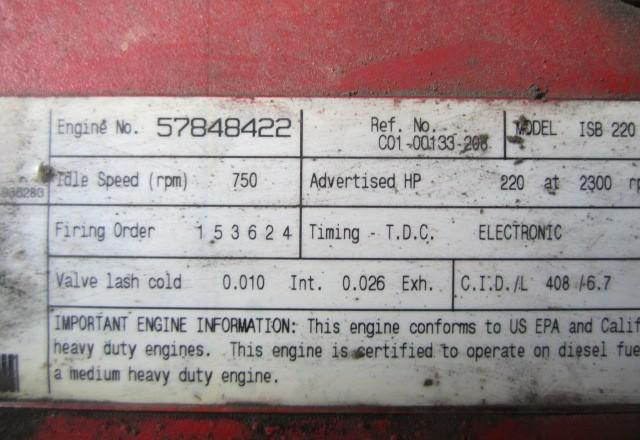 Engine No. 57848422 Ref. No. MODEL ISB 220
C01-00133-206
Idle Speed (rpm) 750 Advertised HP 220 at 2300
Firing Order 1 5 3 6 2 4 Timing - T.D.C. ELECTRONIC
Valve lash cold 0.010 Int. 0.026 Exh. C.I.D./L 408 /6.7
IMPORTANT ENGINE INFORMATION: This engine conforms to US EPA and Calif
heavy duty engines. This engine is certified to operate on diesel fue
a medium heavy duty engine.